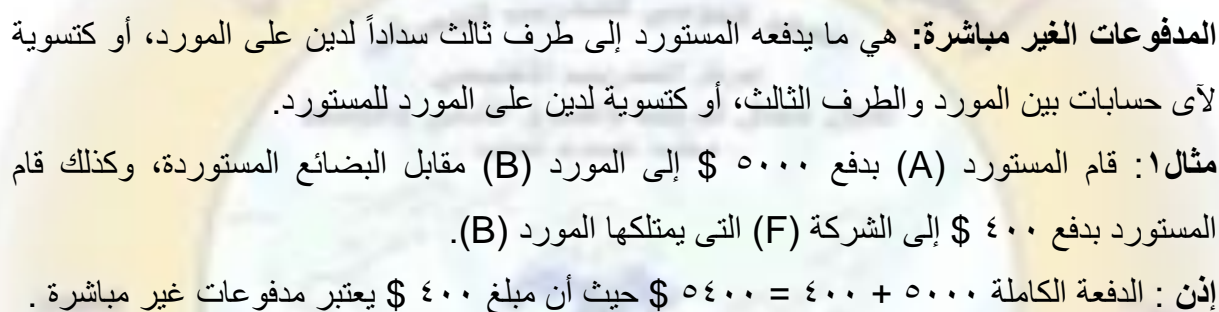 المدفوعات الغير مباشرة: هي ما يدفعه المستورد إلى طرف ثالث سداداً لدين على المورد، أو كتسوية
لآى حسابات بين المورد والطرف الثالث، أو كتسوية لدين على المورد للمستورد.
مثال١: قام المستورد (A) بدفع ٥٠٠٠ $ إلى المورد (B) مقابل البضائع المستوردة، وكذلك قام
المستورد بدفع ٤٠٠ $ إلى الشركة (F) التى يمتلكها المورد (B).
إذن : الدفعة الكاملة ٥٠٠٠ + ٤٠٠ = ٥٤٠٠ $ حيث أن مبلغ ٤٠٠ $ يعتبر مدفوعات غير مباشرة .